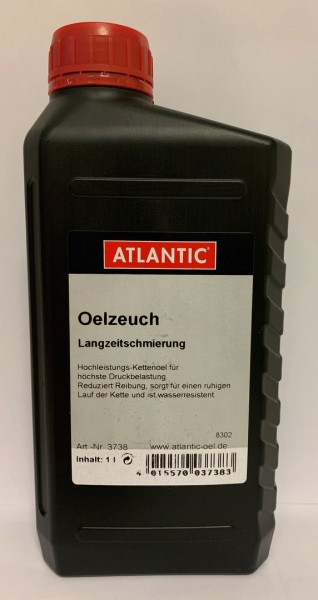 ATLANTIC
Oelzeuch
Langzeitschmierung
Hochleistungs-Kettenoel für
höchste Druckbelastung.
Reduziert Reibung, sorgt für einen ruhigen
Lauf der Kette und ist wasserresistent.
8302
Art.-Nr. 3738 www.atlantic-oel.de
Inhalt: 1 l
4 015570 037383